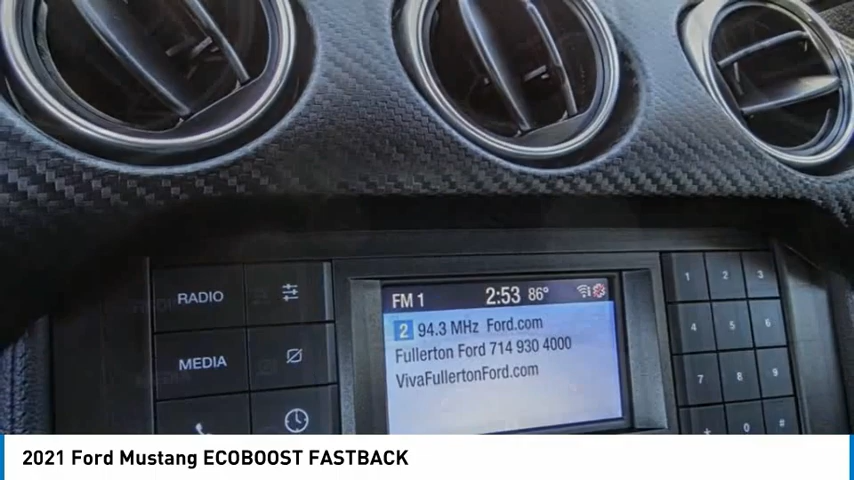 FM 1 2:53 86°
2 94.3 MHz Ford.com
Fullerton Ford 714 930 4000
VivaFullertonFord.com
RADIO
MEDIA
1 2 3
4 5 6
7 8 9
* 0 #
2021 Ford Mustang ECOBOOST FASTBACK